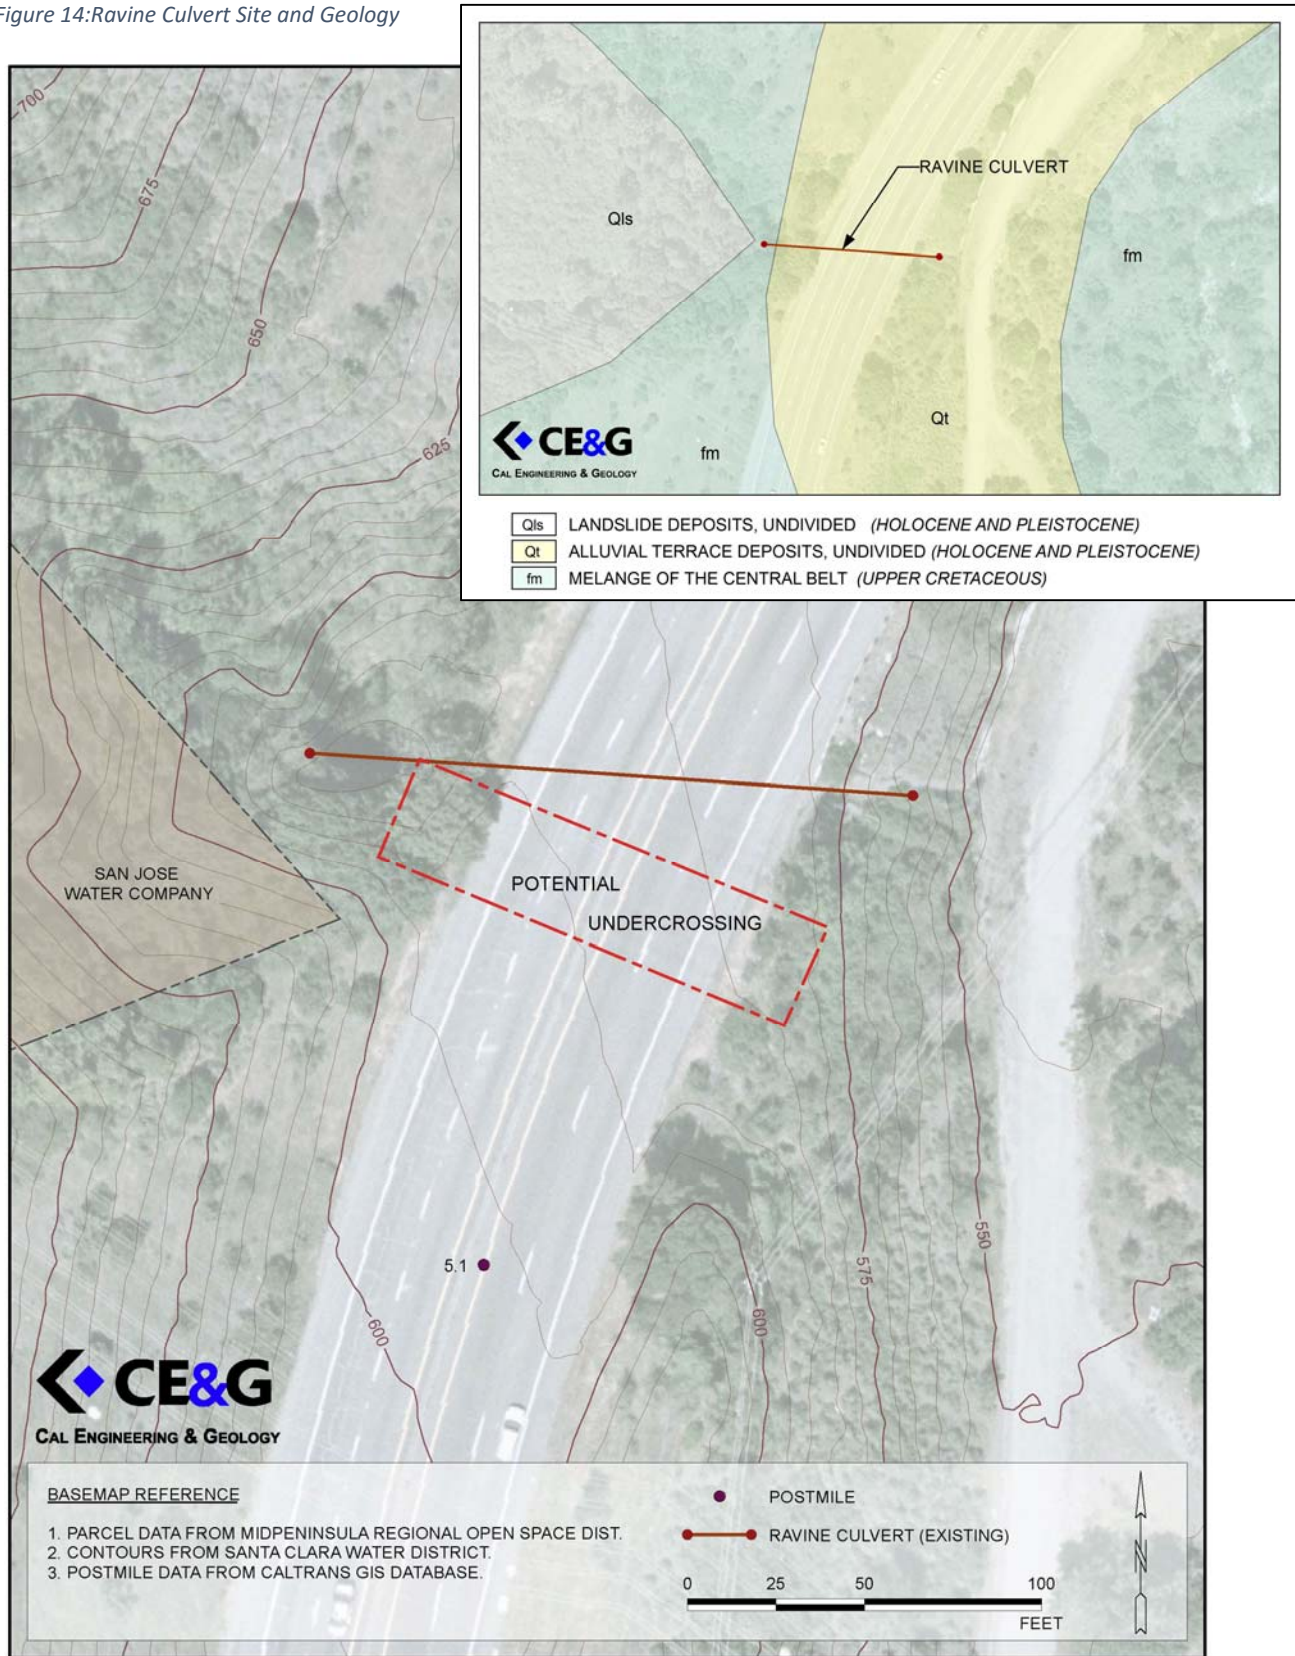 Figure 14:Ravine Culvert Site and Geology
RAVINE CULVERT
Qls
fm
Qt
fm
CE&G
CAL ENGINEERING & GEOLOGY
Qls LANDSLIDE DEPOSITS, UNDIVIDED (HOLOCENE AND PLEISTOCENE)
Qt ALLUVIAL TERRACE DEPOSITS, UNDIVIDED (HOLOCENE AND PLEISTOCENE)
fm MELANGE OF THE CENTRAL BELT (UPPER CRETACEOUS)
700
675
650
625
SAN JOSE
WATER COMPANY
POTENTIAL
UNDERCROSSING
550
575
5.1
600
600
CE&G
CAL ENGINEERING & GEOLOGY
BASEMAP REFERENCE
1. PARCEL DATA FROM MIDPENINSULA REGIONAL OPEN SPACE DIST.
2. CONTOURS FROM SANTA CLARA WATER DISTRICT.
3. POSTMILE DATA FROM CALTRANS GIS DATABASE.
POSTMILE
RAVINE CULVERT (EXISTING)
0 25 50 100
FEET
N